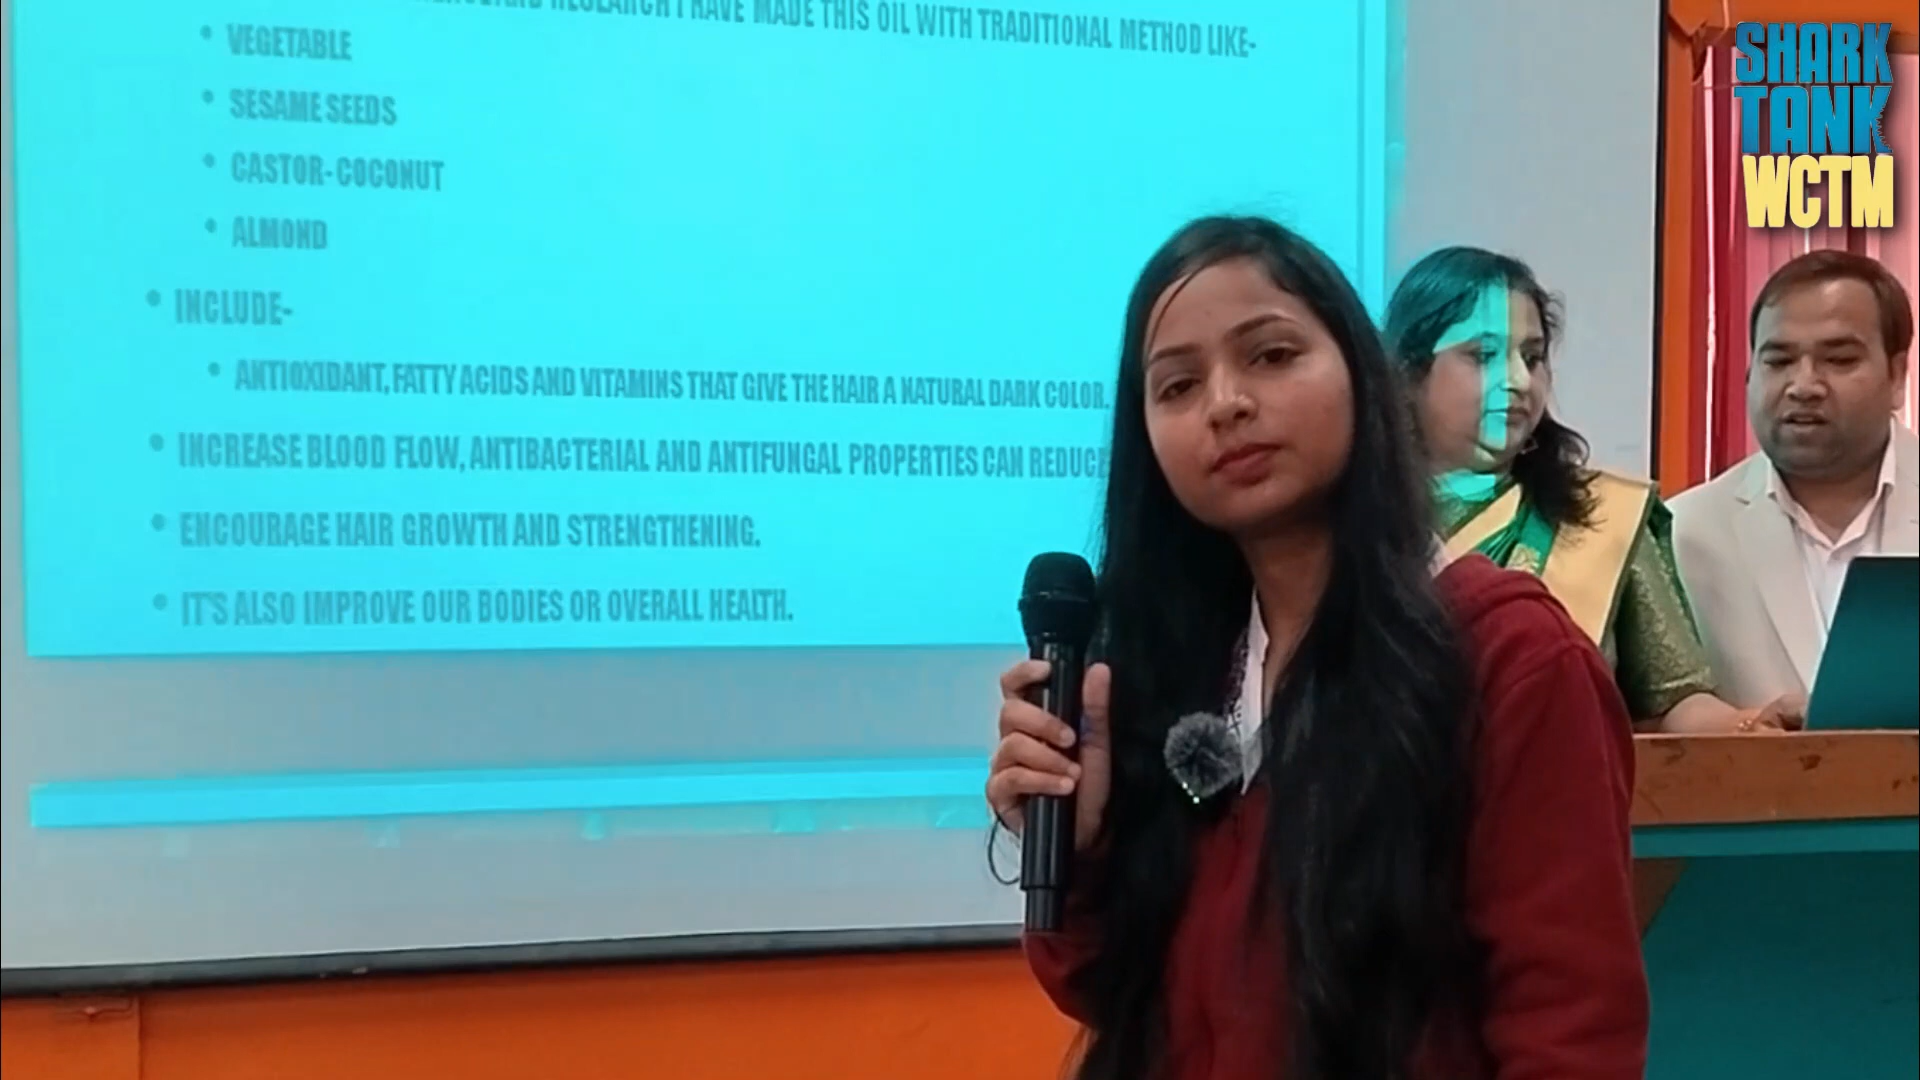 RESEARCH I HAVE MADE THIS OIL WITH TRADITIONAL METHOD LIKE-
• VEGETABLE
• SESAME SEEDS
• CASTOR-COCONUT
• ALMOND
• INCLUDE-
• ANTIOXIDANT, FATTY ACIDS AND VITAMINS THAT GIVE THE HAIR A NATURAL DARK COLOR.
• INCREASE BLOOD FLOW, ANTIBACTERIAL AND ANTIFUNGAL PROPERTIES CAN REDUCE
• ENCOURAGE HAIR GROWTH AND STRENGTHENING.
• IT'S ALSO IMPROVE OUR BODIES OR OVERALL HEALTH.
SHARK
TANK
WCTM